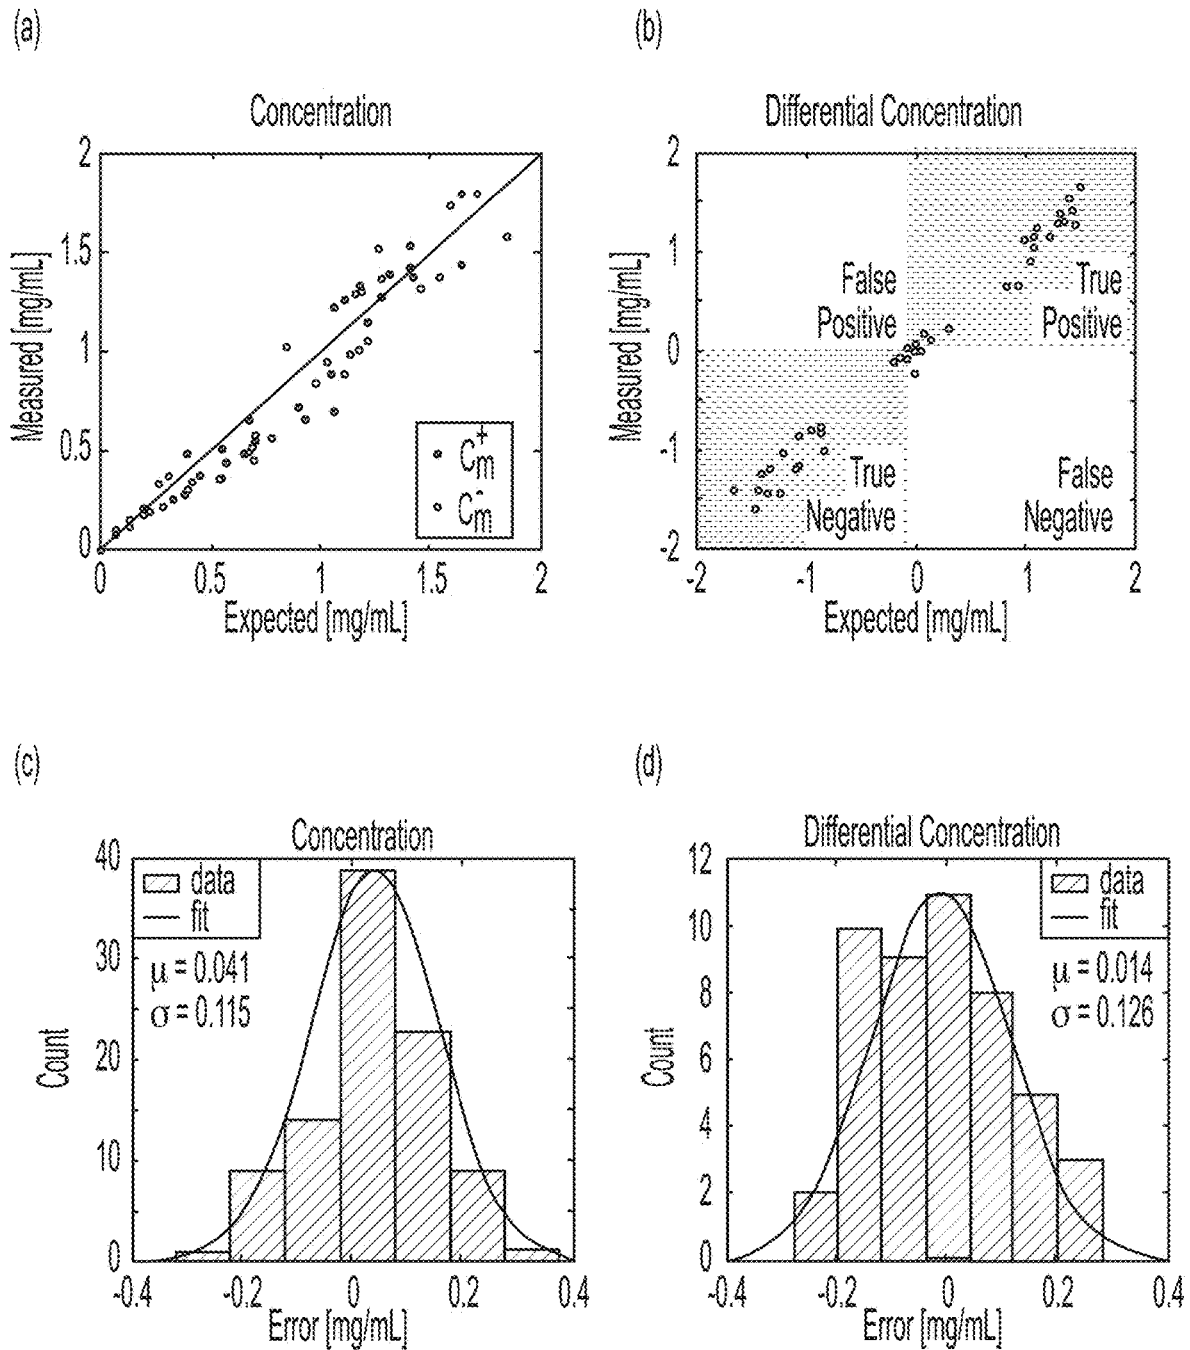 (a)
Concentration
2
1.5
1
0.5
0
0
0.5
1
1.5
2
Measured [mg/mL]
Expected [mg/mL]
C+m
C-m
(b)
Differential Concentration
2
1
0
-1
-2
-2
-1
0
1
2
Measured [mg/mL]
Expected [mg/mL]
False
Positive
True
Positive
True
Negative
False
Negative
(c)
Concentration
40
30
20
10
0
-0.4
-0.2
0
0.2
0.4
Count
Error [mg/mL]
data
fit
μ = 0.041
σ = 0.115
(d)
Differential Concentration
12
10
8
6
4
2
0
-0.4
-0.2
0
0.2
0.4
Count
Error [mg/mL]
data
fit
μ = 0.014
σ = 0.126